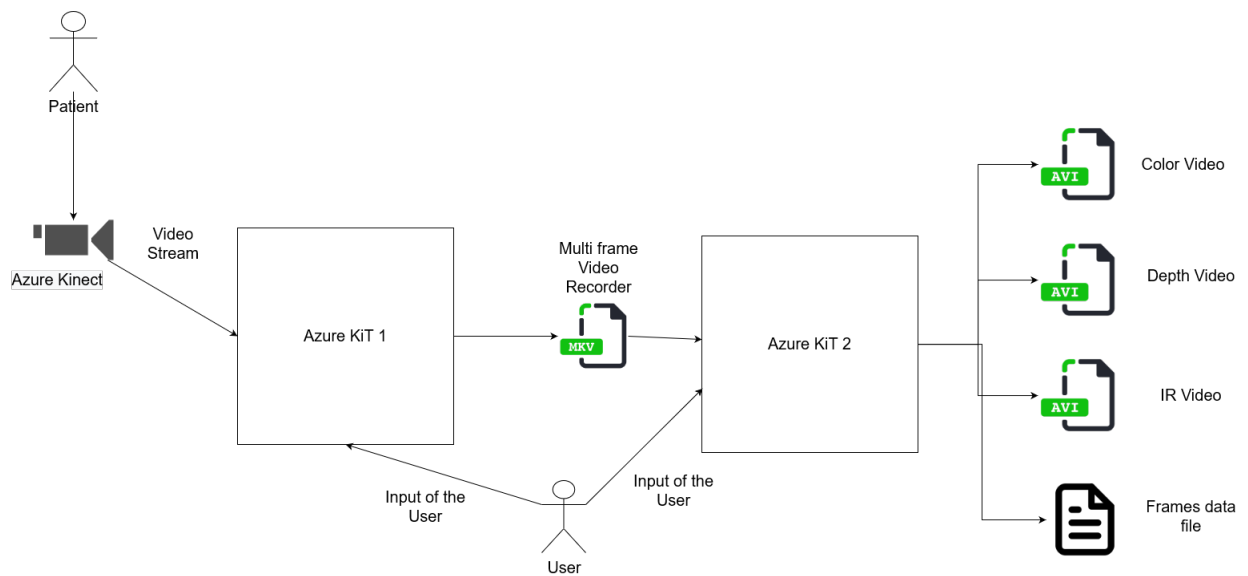 Patient
Azure Kinect
Video
Stream
Azure KiT 1
Multi frame
Video
Recorder
MKV
Azure KiT 2
Input of the
User
Input of the
User
User
AVI
Color Video
AVI
Depth Video
AVI
IR Video
Frames data
file